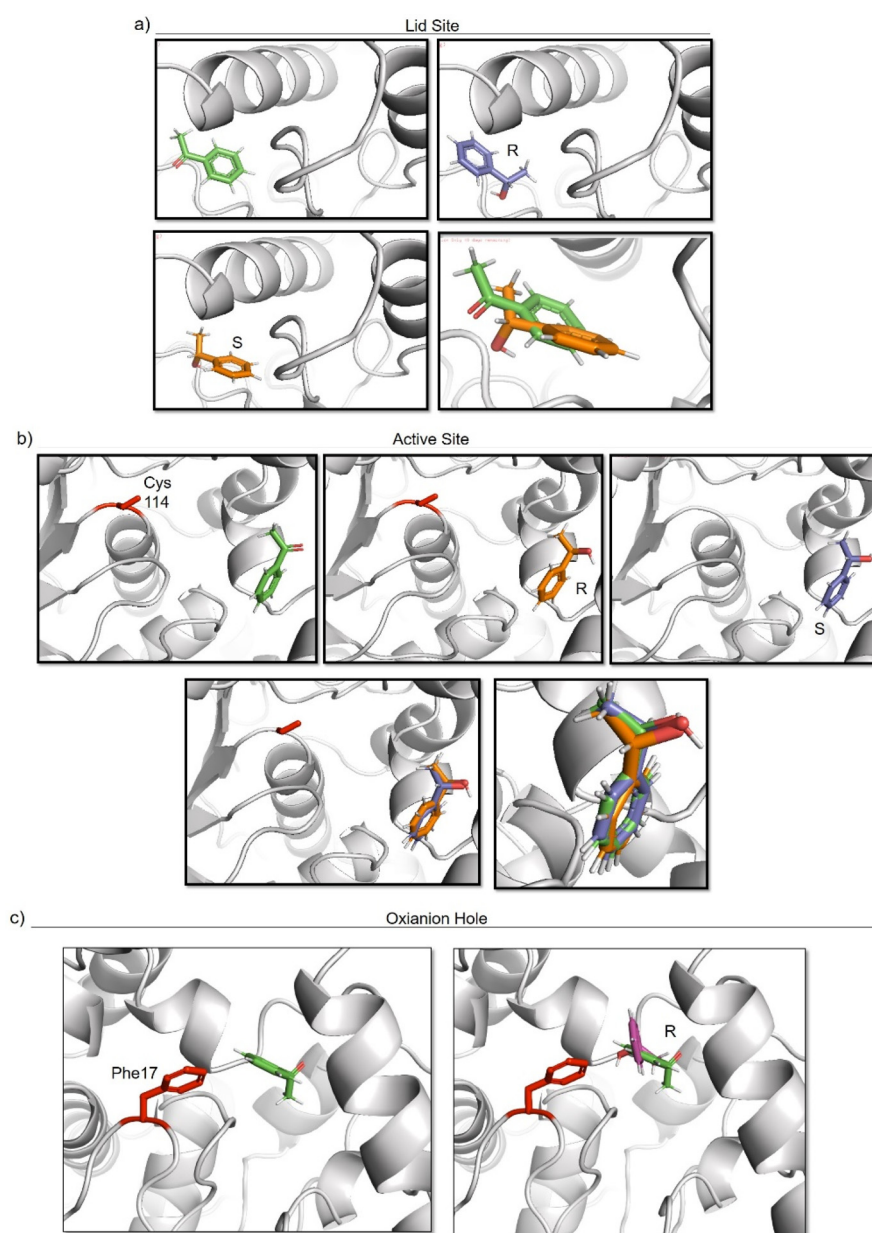 a)
Lid Site
R
S
b)
Active Site
Cys
114
R
S
c)
Oxianion Hole
Phe17
R